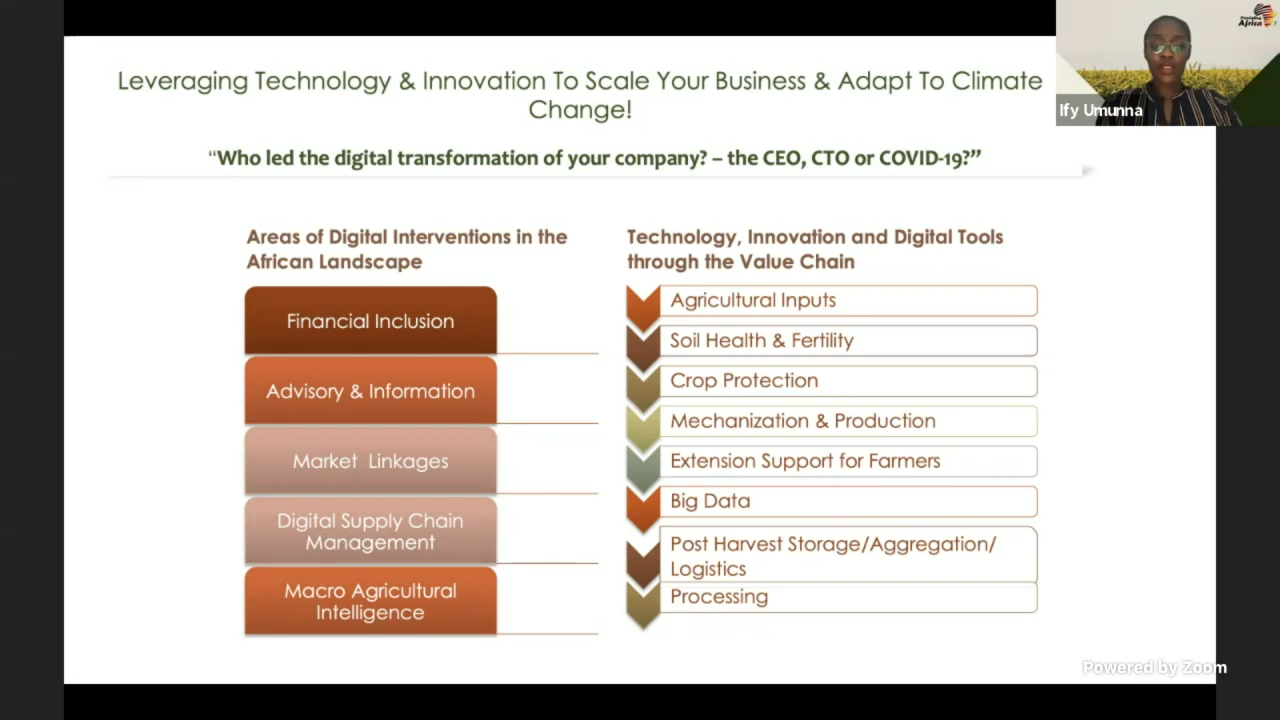 Leveraging Technology & Innovation To Scale Your Business & Adapt To Climate
Change!
“Who led the digital transformation of your company? – the CEO, CTO or COVID-19?”
Areas of Digital Interventions in the
African Landscape
Financial Inclusion
Advisory & Information
Market Linkages
Digital Supply Chain
Management
Macro Agricultural
Intelligence
Technology, Innovation and Digital Tools
through the Value Chain
Agricultural Inputs
Soil Health & Fertility
Crop Protection
Mechanization & Production
Extension Support for Farmers
Big Data
Post Harvest Storage/Aggregation/
Logistics
Processing
Africa
Ify Umunna
Powered by Zoom